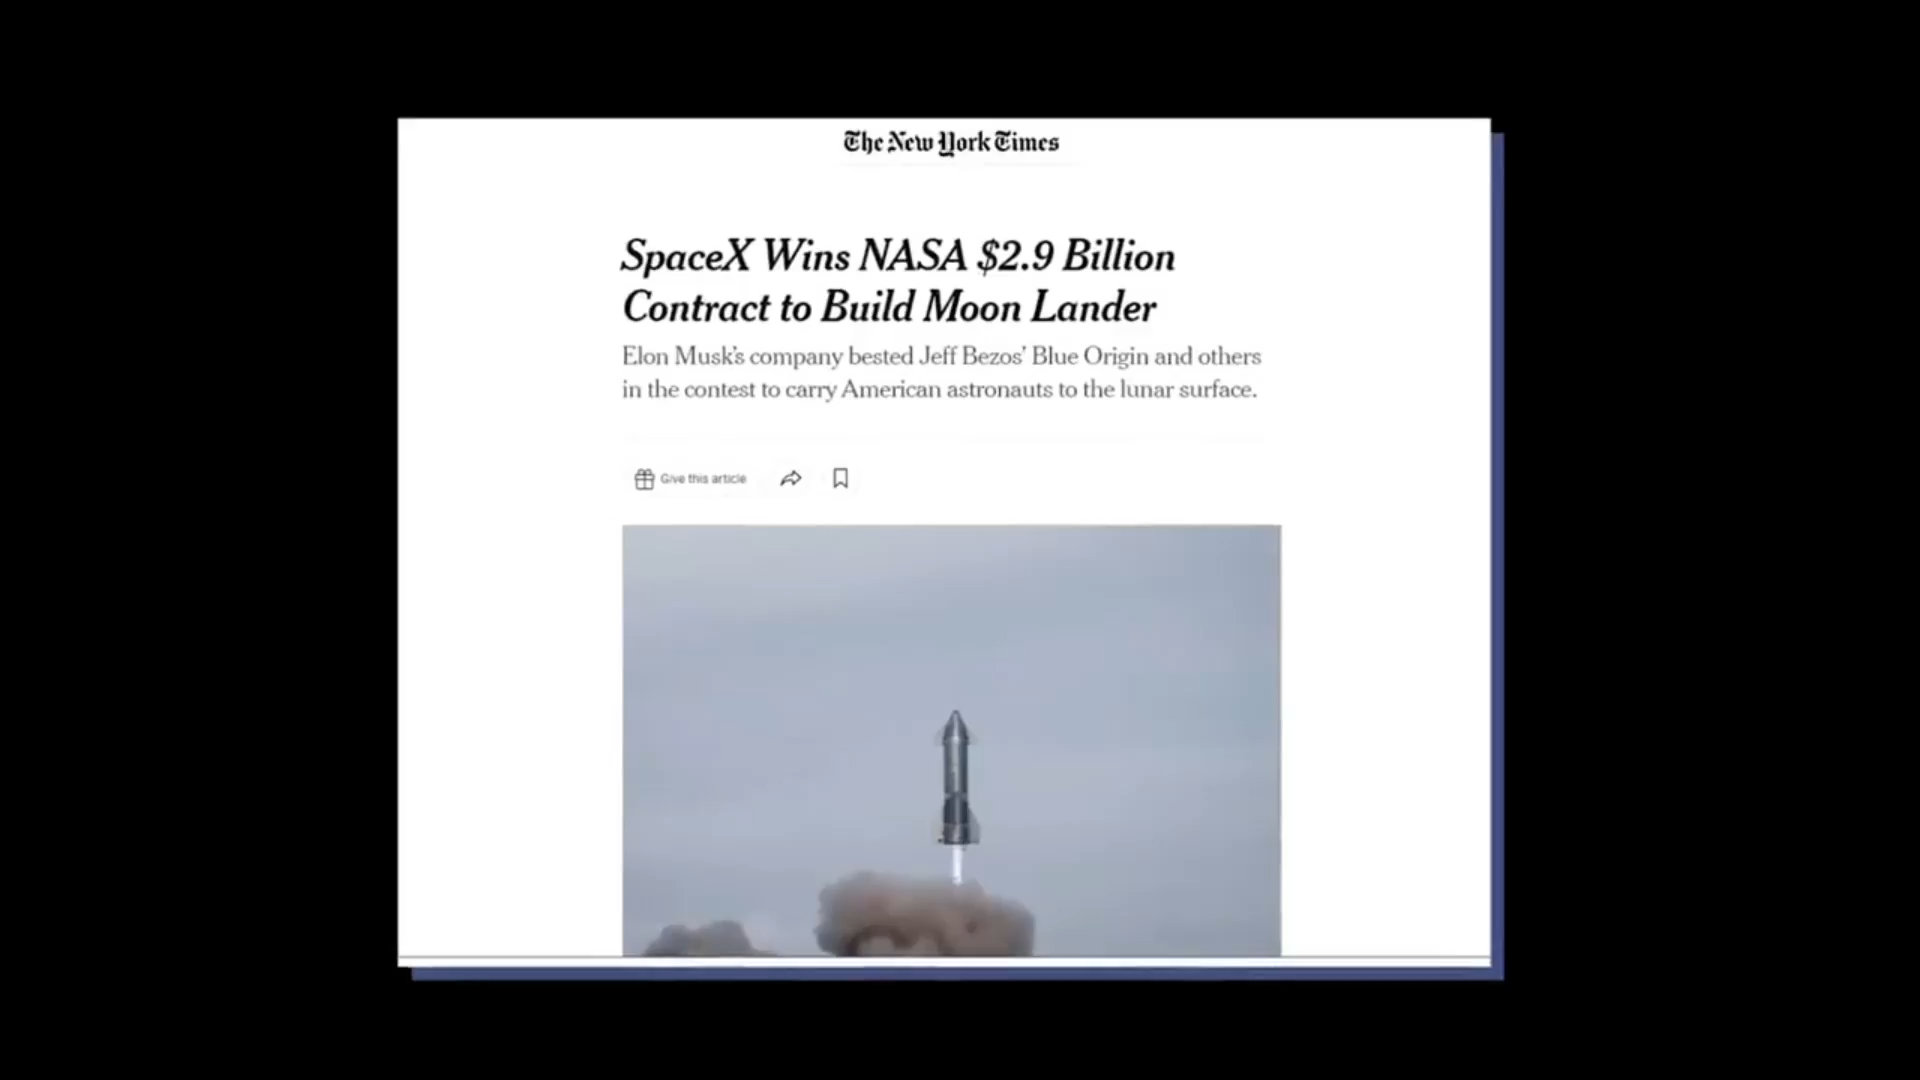 The New York Times
SpaceX Wins NASA $2.9 Billion
Contract to Build Moon Lander
Elon Musk's company bested Jeff Bezos' Blue Origin and others
in the contest to carry American astronauts to the lunar surface.
Give this article